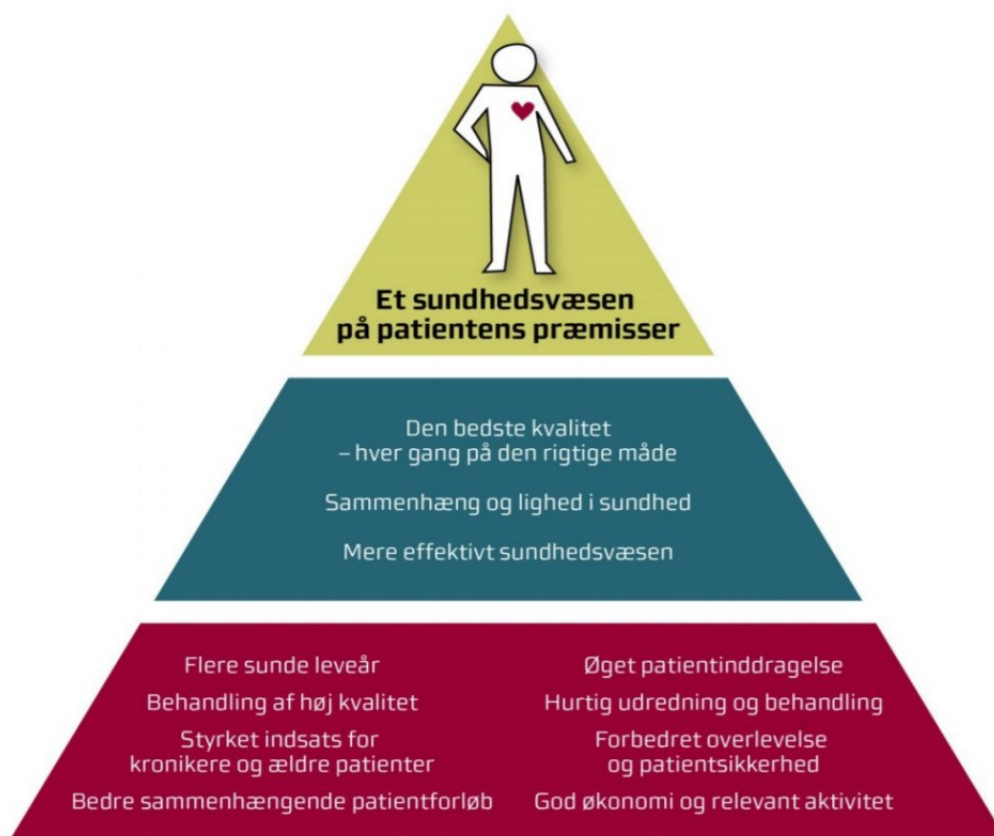 Et sundhedsvæsen
på patientens præmisser
Den bedste kvalitet
– hver gang på den rigtige måde
Sammenhæng og lighed i sundhed
Mere effektivt sundhedsvæsen
Flere sunde leveår
Behandling af høj kvalitet
Styrket indsats for
kronikere og ældre patienter
Bedre sammenhængende patientforløb
Øget patientinddragelse
Hurtig udredning og behandling
Forbedret overlevelse
og patientsikkerhed
God økonomi og relevant aktivitet